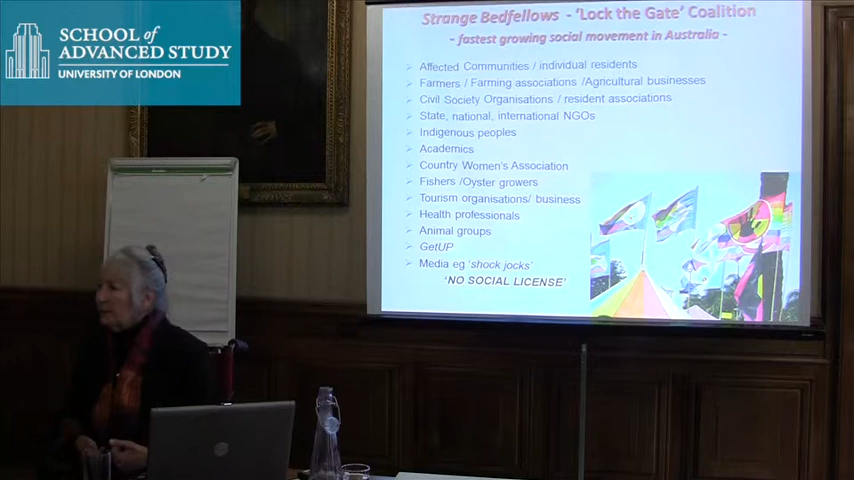 SCHOOL of
ADVANCED STUDY
UNIVERSITY OF LONDON
Strange Bedfellows - 'Lock the Gate' Coalition
- fastest growing social movement in Australia -
Affected Communities / individual residents
Farmers / Farming associations /Agricultural businesses
Civil Society Organisations / resident associations
State, national, international NGOs
Indigenous peoples
Academics
Country Women's Association
Fishers /Oyster growers
Tourism organisations/ business
Health professionals
Animal groups
GetUP
Media eg 'shock jocks'
'NO SOCIAL LICENSE'